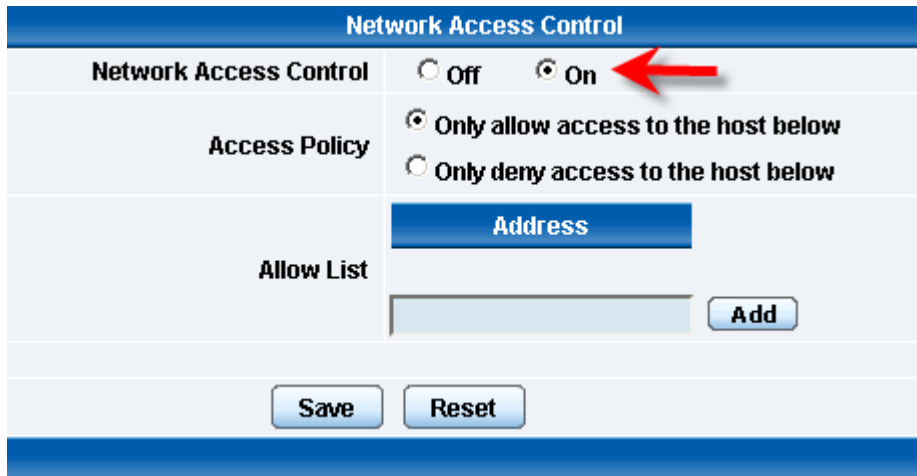 Network Access Control
Network Access Control Off On
Access Policy Only allow access to the host below
Only deny access to the host below
Address
Allow List
Add
Save Reset